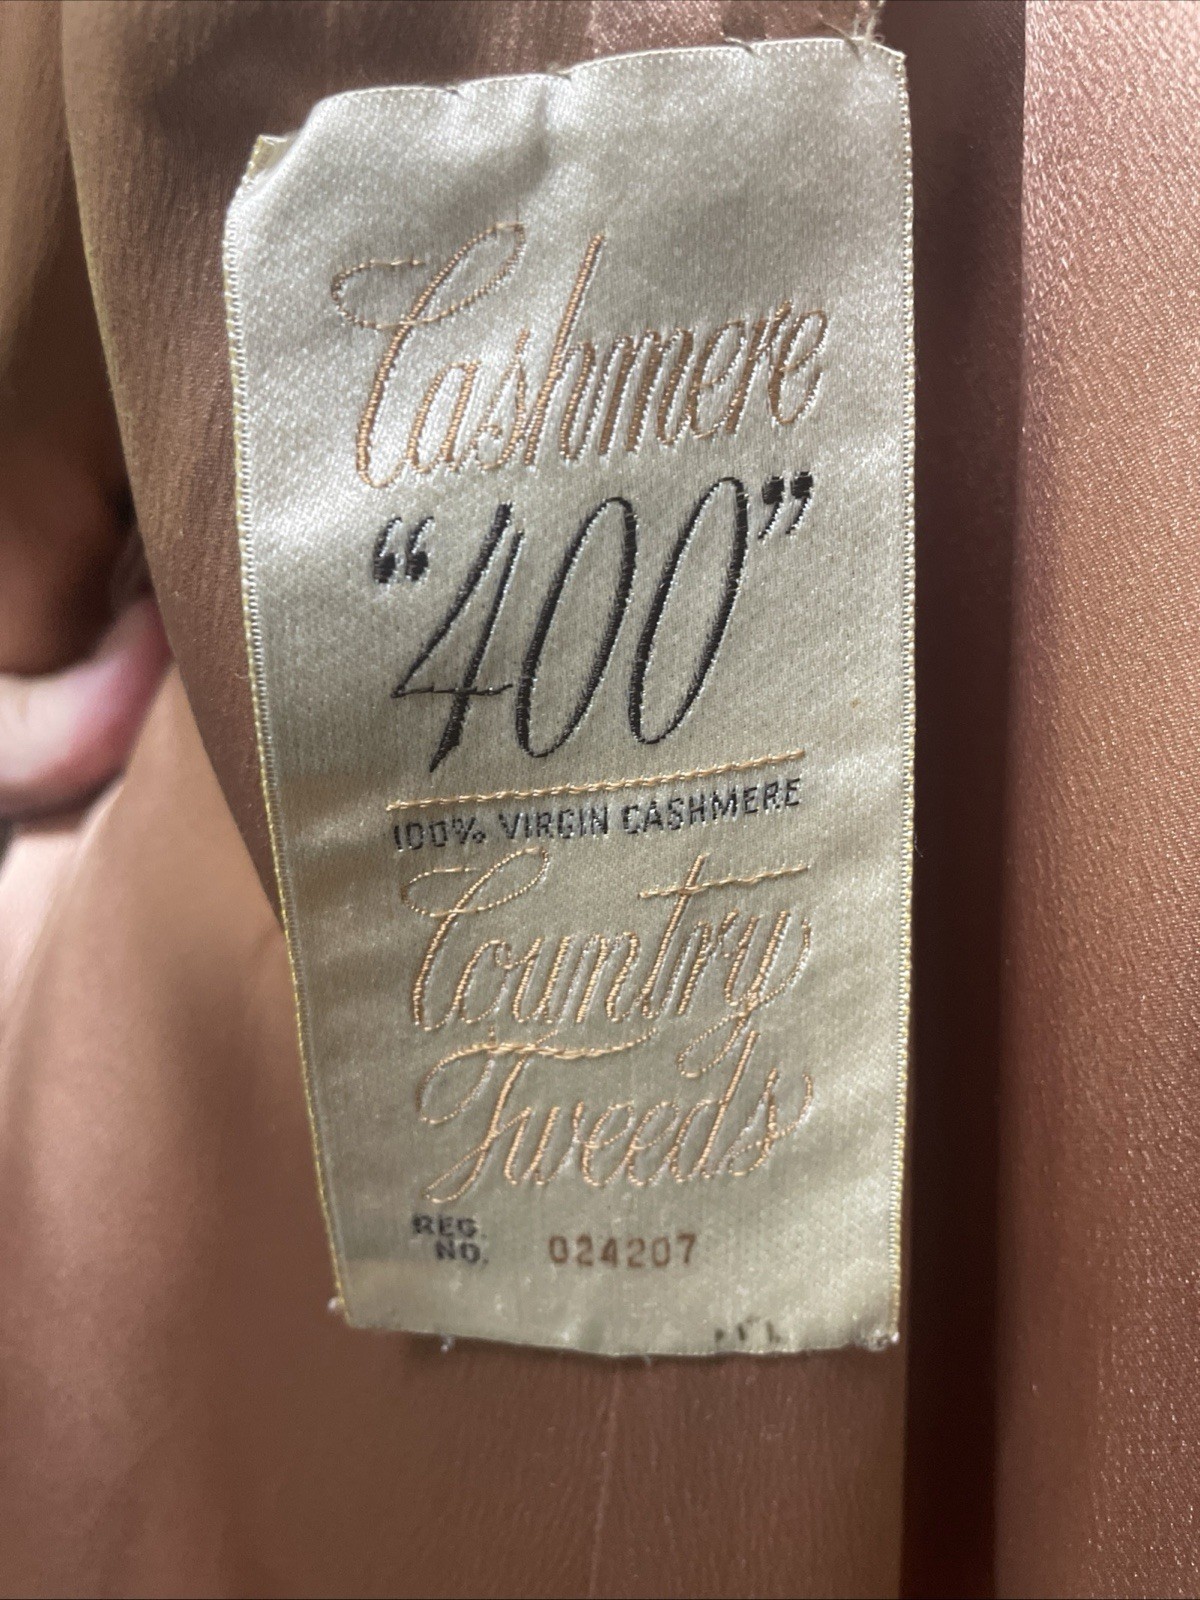 Cashmere
“400”
100% VIRGIN CASHMERE
Country
Tweeds
REG.
NO. 024207